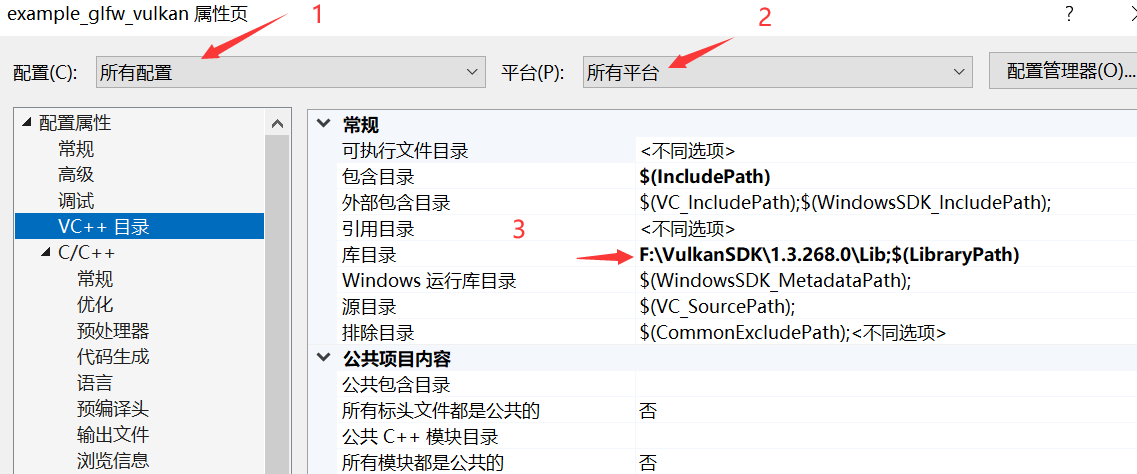 example_glfw_vulkan 属性页
?
1
2
配置(C):
所有配置
平台(P):
所有平台
配置管理器(O)...
配置属性
常规
高级
调试
VC++ 目录
C/C++
常规
优化
预处理器
代码生成
语言
预编译头
输出文件
浏览信息
常规
可执行文件目录 <不同选项>
包含目录 $(IncludePath)
外部包含目录 $(VC_IncludePath);$(WindowsSDK_IncludePath);
引用目录 <不同选项>
3
库目录 F:\VulkanSDK\1.3.268.0\Lib;$(LibraryPath)
Windows 运行库目录 $(WindowsSDK_MetadataPath);
源目录 $(VC_SourcePath);
排除目录 $(CommonExcludePath);<不同选项>
公共项目内容
公共包含目录
所有标头文件都是公共的 否
公共 C++ 模块目录
所有模块都是公共的 否